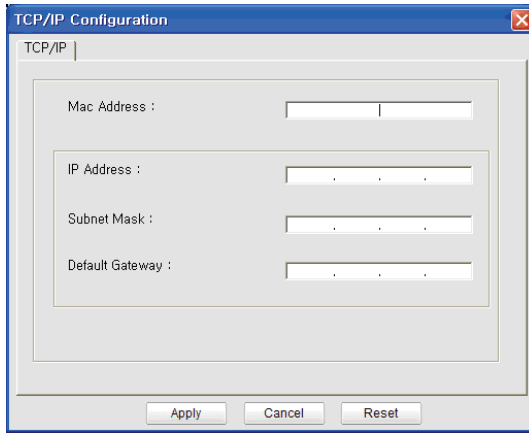 TCP/IP Configuration
TCP/IP
Mac Address :
IP Address :
. . .
Subnet Mask :
. . .
Default Gateway :
. . .
Apply Cancel Reset